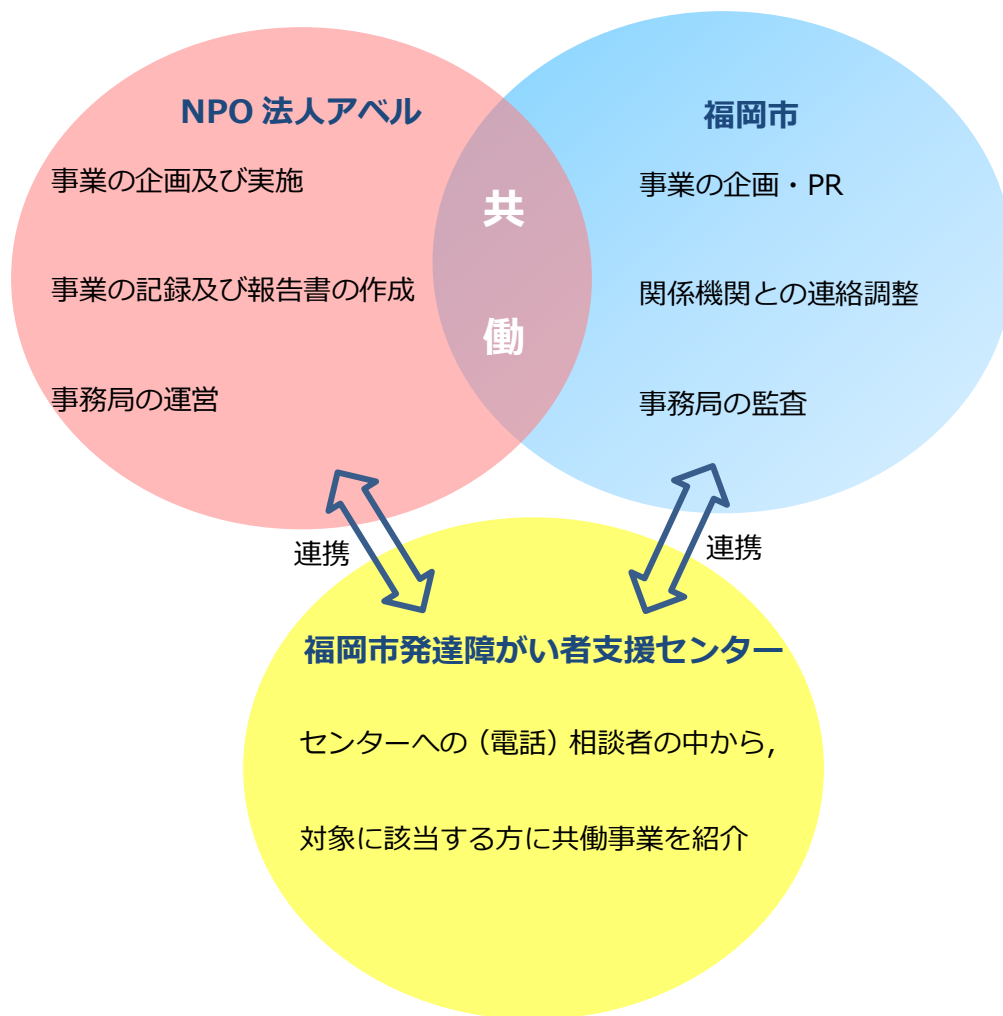 NPO 法人アベル
事業の企画及び実施
事業の記録及び報告書の作成
事務局の運営
共
働
福岡市
事業の企画・PR
関係機関との連絡調整
事務局の監査
連携
連携
福岡市発達障がい者支援センター
センターへの（電話）相談者の中から，
対象に該当する方に共働事業を紹介